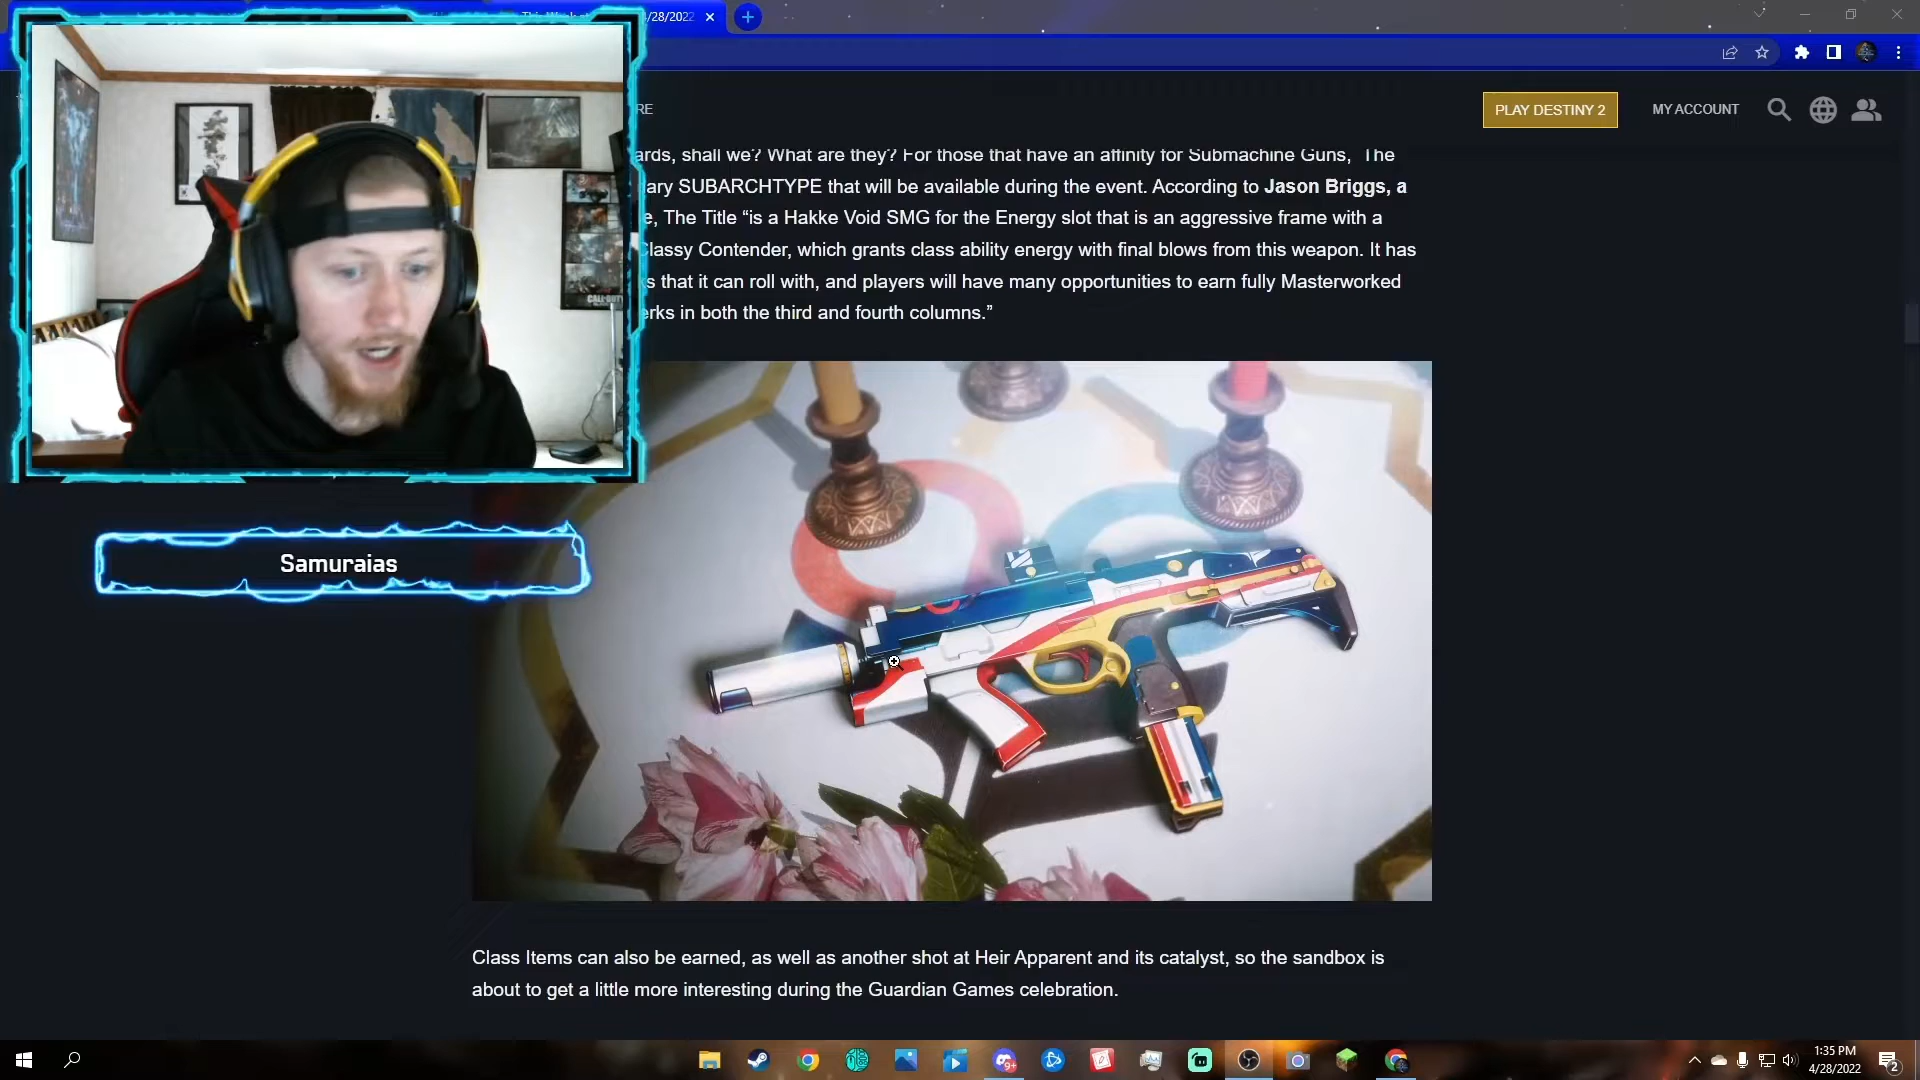 /28/2022
RE
PLAY DESTINY 2
MY ACCOUNT
ards, shall we? What are they? For those that have an affinity for Submachine Guns, The
ary SUBARCHTYPE that will be available during the event. According to Jason Briggs, a
e, The Title “is a Hakke Void SMG for the Energy slot that is an aggressive frame with a
Classy Contender, which grants class ability energy with final blows from this weapon. It has
s that it can roll with, and players will have many opportunities to earn fully Masterworked
erks in both the third and fourth columns.”
Samuraias
Class Items can also be earned, as well as another shot at Heir Apparent and its catalyst, so the sandbox is
about to get a little more interesting during the Guardian Games celebration.
9+
1:35 PM
4/28/2022
2